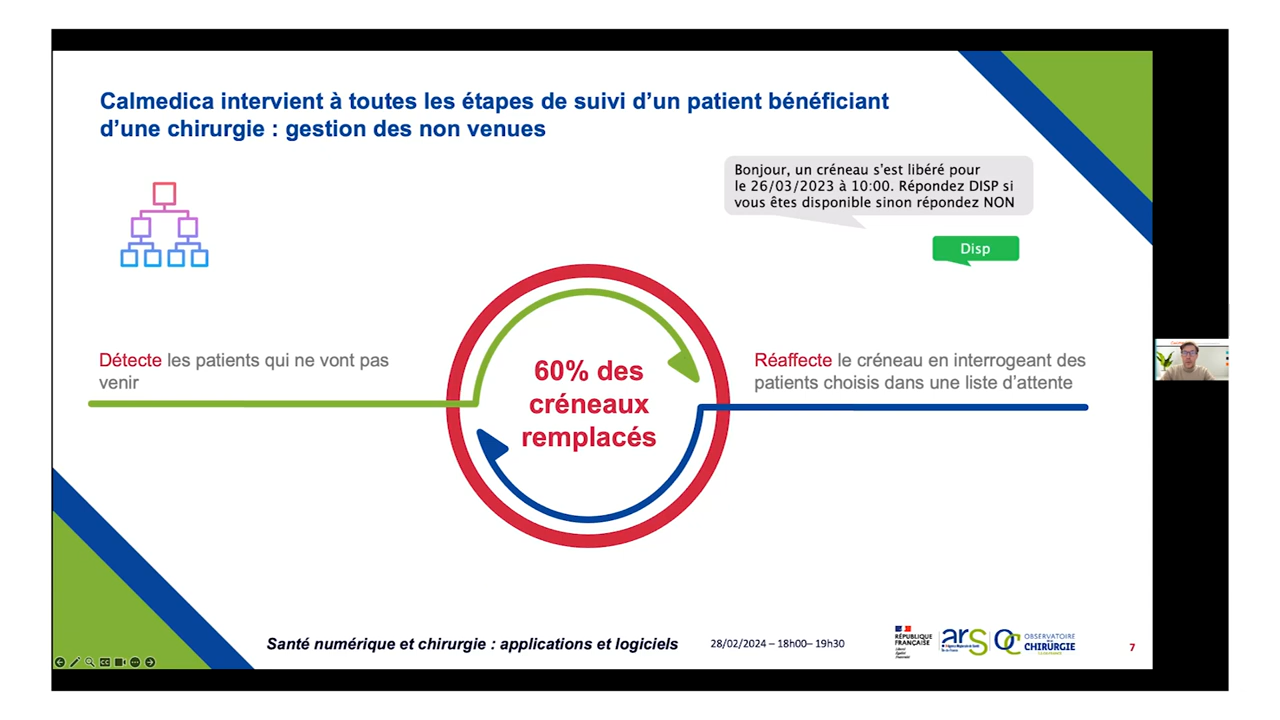 Calmedica intervient à toutes les étapes de suivi d'un patient bénéficiant
d'une chirurgie : gestion des non venues
Bonjour, un créneau s'est libéré pour
le 26/03/2023 à 10:00. Répondez DISP si
vous êtes disponible sinon répondez NON
Disp
Détecte les patients qui ne vont pas
venir
60% des
créneaux
remplacés
Réaffecte le créneau en interrogeant des
patients choisis dans une liste d'attente
Santé numérique et chirurgie : applications et logiciels
28/02/2024 – 18h00– 19h30
RÉPUBLIQUE
FRANÇAISE
Liberté
Égalité
Fraternité
ars
OC
OBSERVATOIRE
CHIRURGIE
7